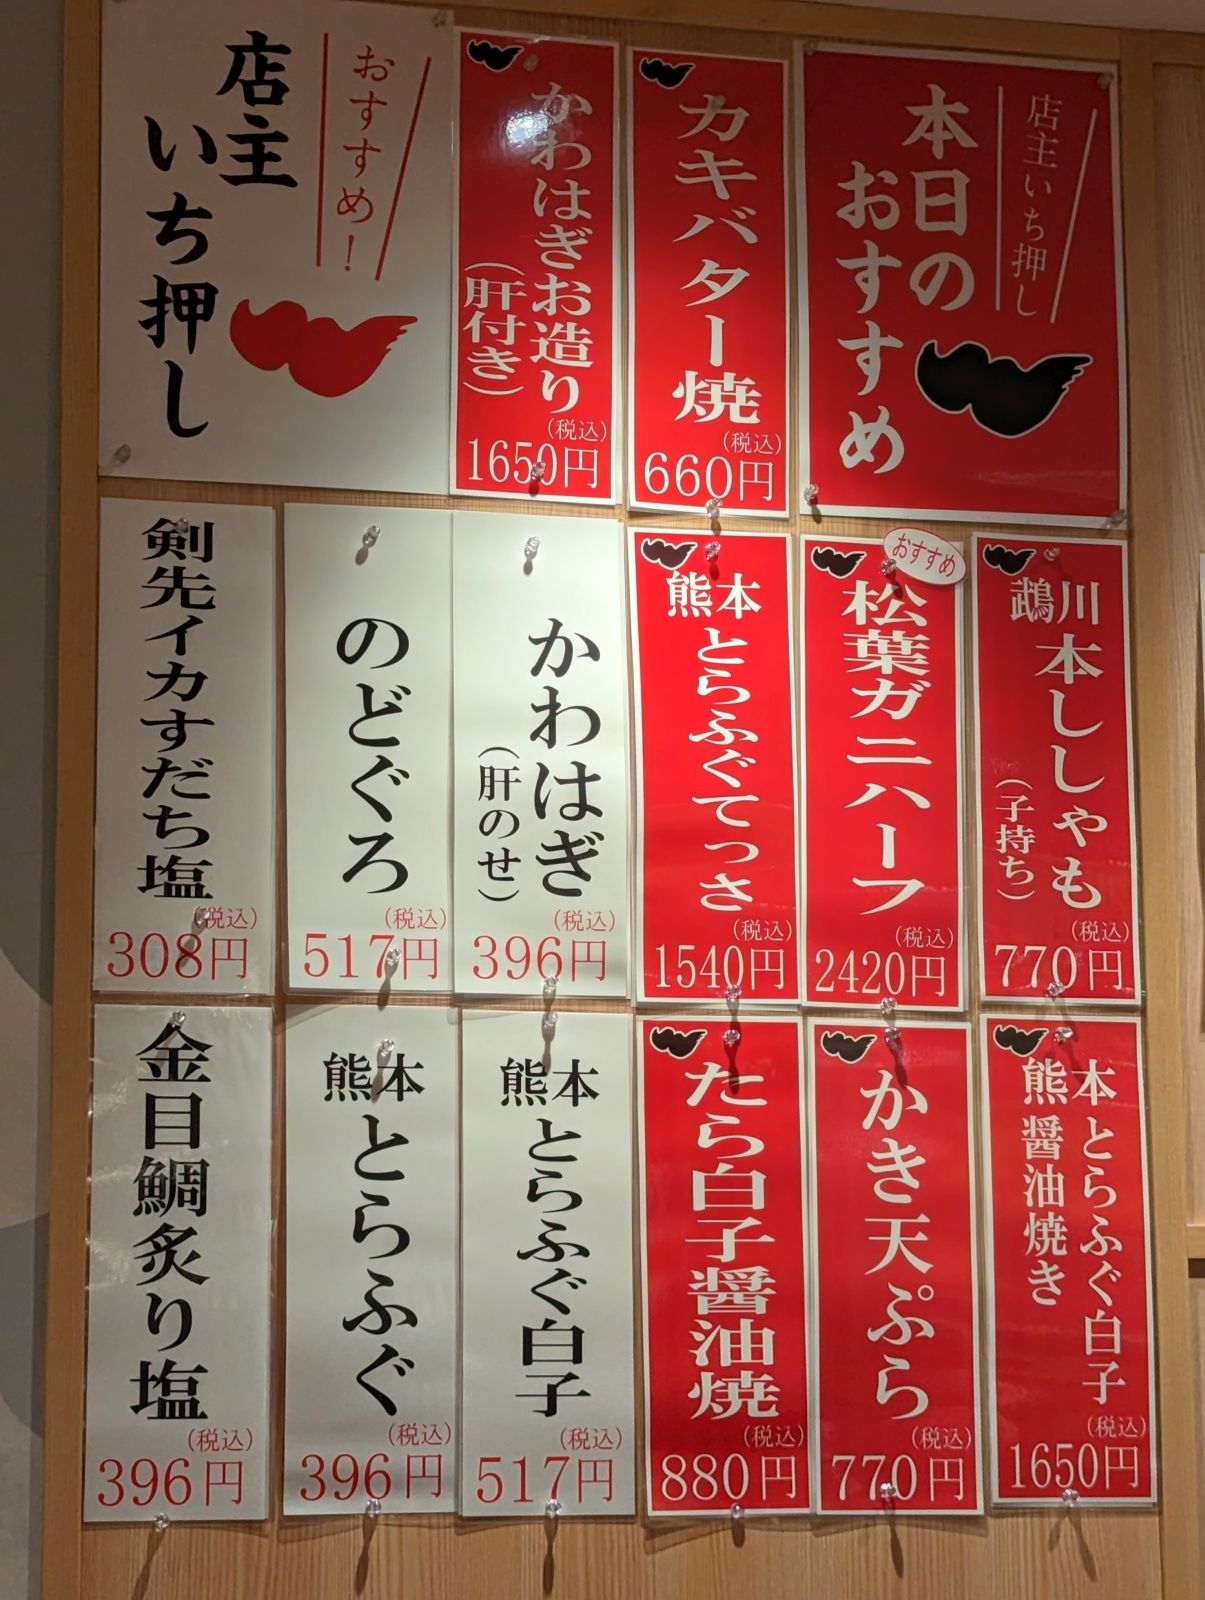 店主いち押し
本日の
おすすめ
カキバター焼
(税込)
660円
かわはぎお造り
(肝付き)
(税込)
1650円
おすすめ!
店主
いち押し
鵡川
本ししゃも
(子持ち)
(税込)
770円
おすすめ
松葉ガニハーフ
(税込)
2420円
熊本
とらふぐてっさ
(税込)
1540円
かわはぎ
(肝のせ)
(税込)
396円
のどぐろ
(税込)
517円
剣先イカすだち塩
(税込)
308円
熊本
とらふぐ白子
醤油焼き
(税込)
1650円
かき天ぷら
(税込)
770円
たら白子醤油焼
(税込)
880円
熊本
とらふぐ白子
(税込)
517円
熊本
とらふぐ
(税込)
396円
金目鯛炙り塩
(税込)
396円